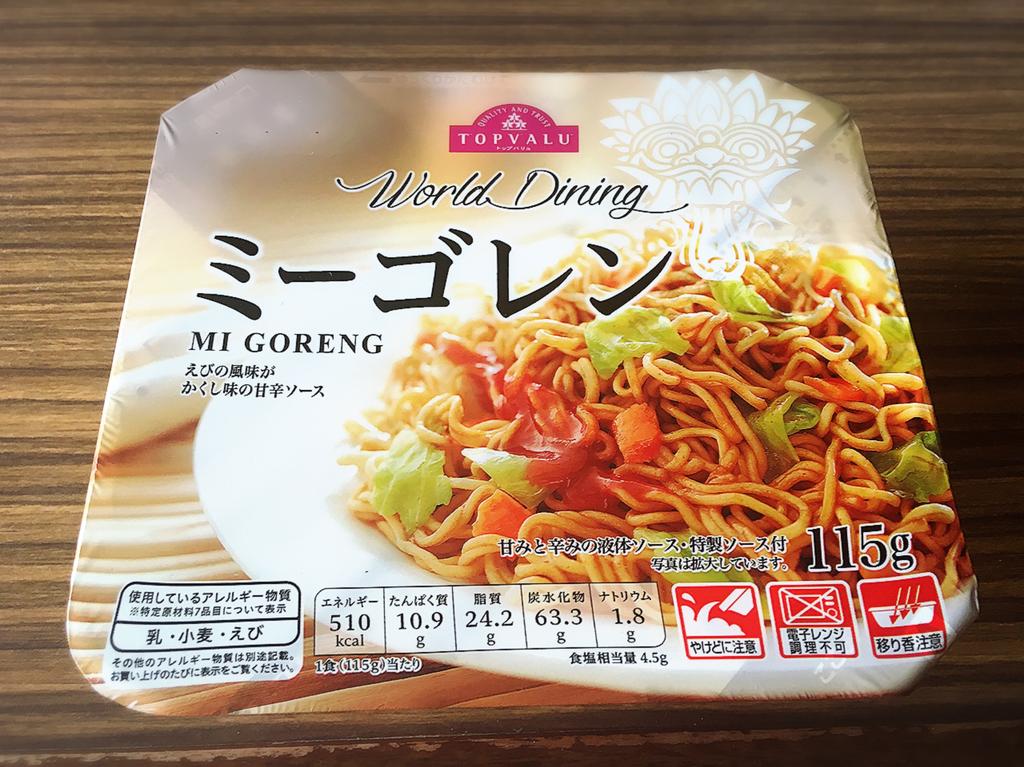 QUALITY AND TRUST
TOPVALU
トップバリュ
World Dining
ミーゴレン
MI GORENG
えびの風味が
かくし味の甘辛ソース
甘みと辛みの液体ソース・特製ソース付
写真は拡大しています。
115g
使用しているアレルギー物質
※特定原材料7品目について表示
乳・小麦・えび
その他のアレルギー物質は別途記載。
お買い上げのたびに表示をご覧ください。
エネルギー 510 kcal
たんぱく質 10.9 g
脂質 24.2 g
炭水化物 63.3 g
ナトリウム 1.8 g
1食(115g)当たり
食塩相当量 4.5g
やけどに注意
電子レンジ
調理不可
移り香注意